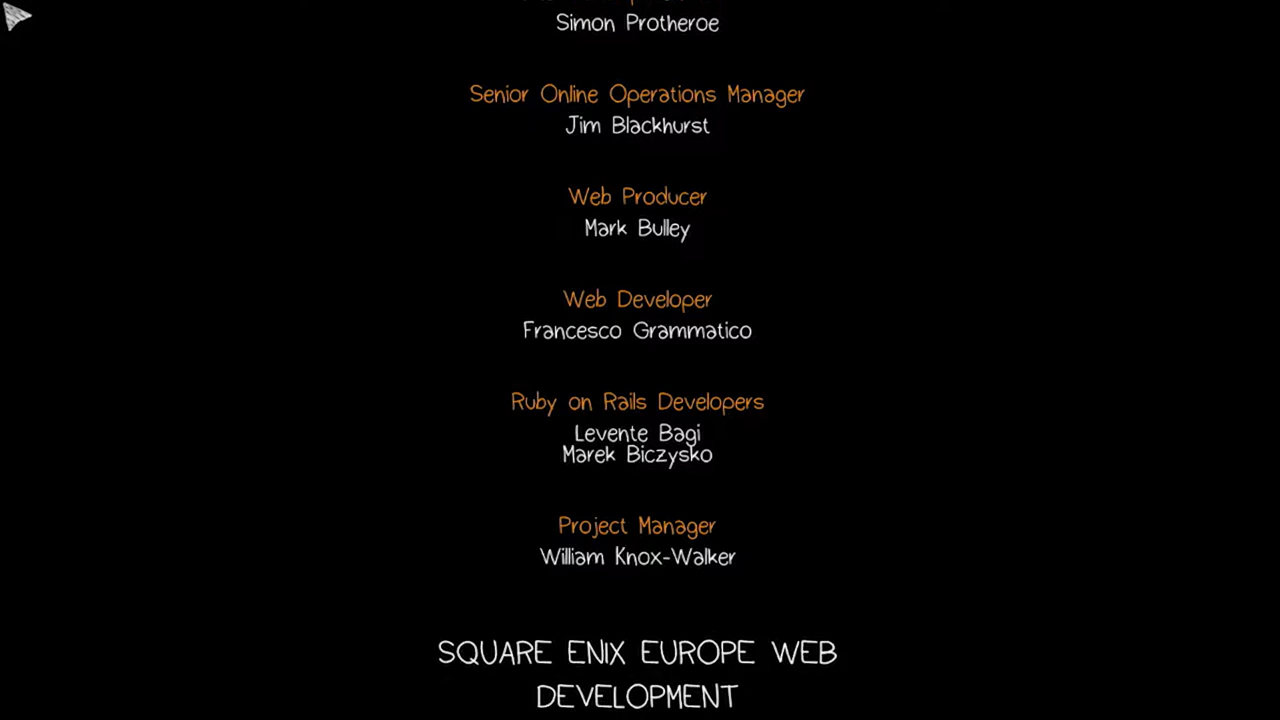 Simon Protheroe
Senior Online Operations Manager
Jim Blackhurst
Web Producer
Mark Bulley
Web Developer
Francesco Grammatico
Ruby on Rails Developers
Levente Bagi
Marek Biczysko
Project Manager
William Knox-Walker
SQUARE ENIX EUROPE WEB
DEVELOPMENT